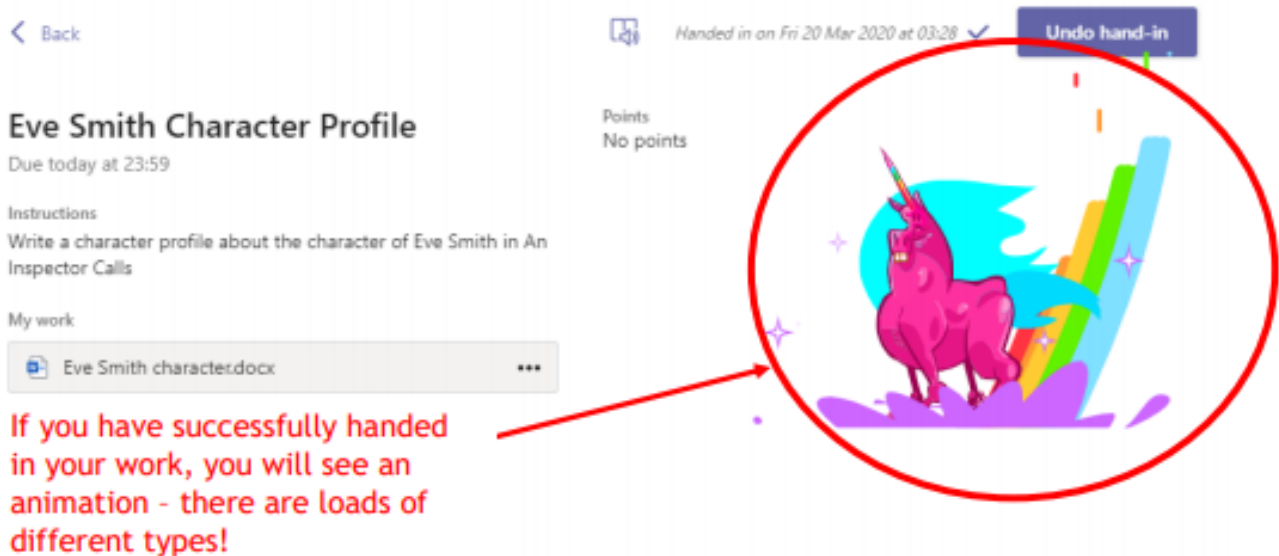 Back
Handed in on Fri 20 Mar 2020 at 03:28
Undo hand-in
Eve Smith Character Profile
Due today at 23:59
Points
No points
Instructions
Write a character profile about the character of Eve Smith in An
Inspector Calls
My work
Eve Smith character.docx
If you have successfully handed
in your work, you will see an
animation - there are loads of
different types!